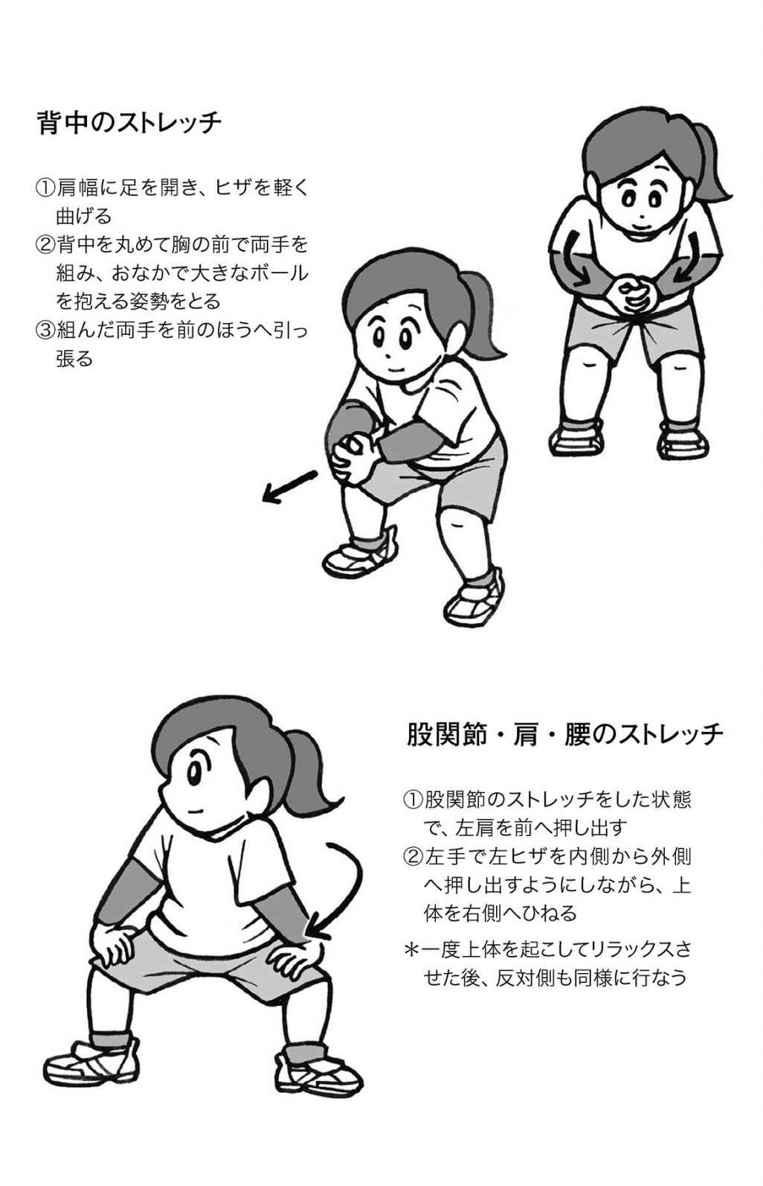 背中のストレッチ
①肩幅に足を開き、ヒザを軽く
曲げる
②背中を丸めて胸の前で両手を
組み、おなかで大きなボール
を抱える姿勢をとる
③組んだ両手を前のほうへ引っ
張る
股関節・肩・腰のストレッチ
①股関節のストレッチをした状態
で、左肩を前へ押し出す
②左手で左ヒザを内側から外側
へ押し出すようにしながら、上
体を右側へひねる
＊一度上体を起こしてリラックスさ
せた後、反対側も同様に行なう